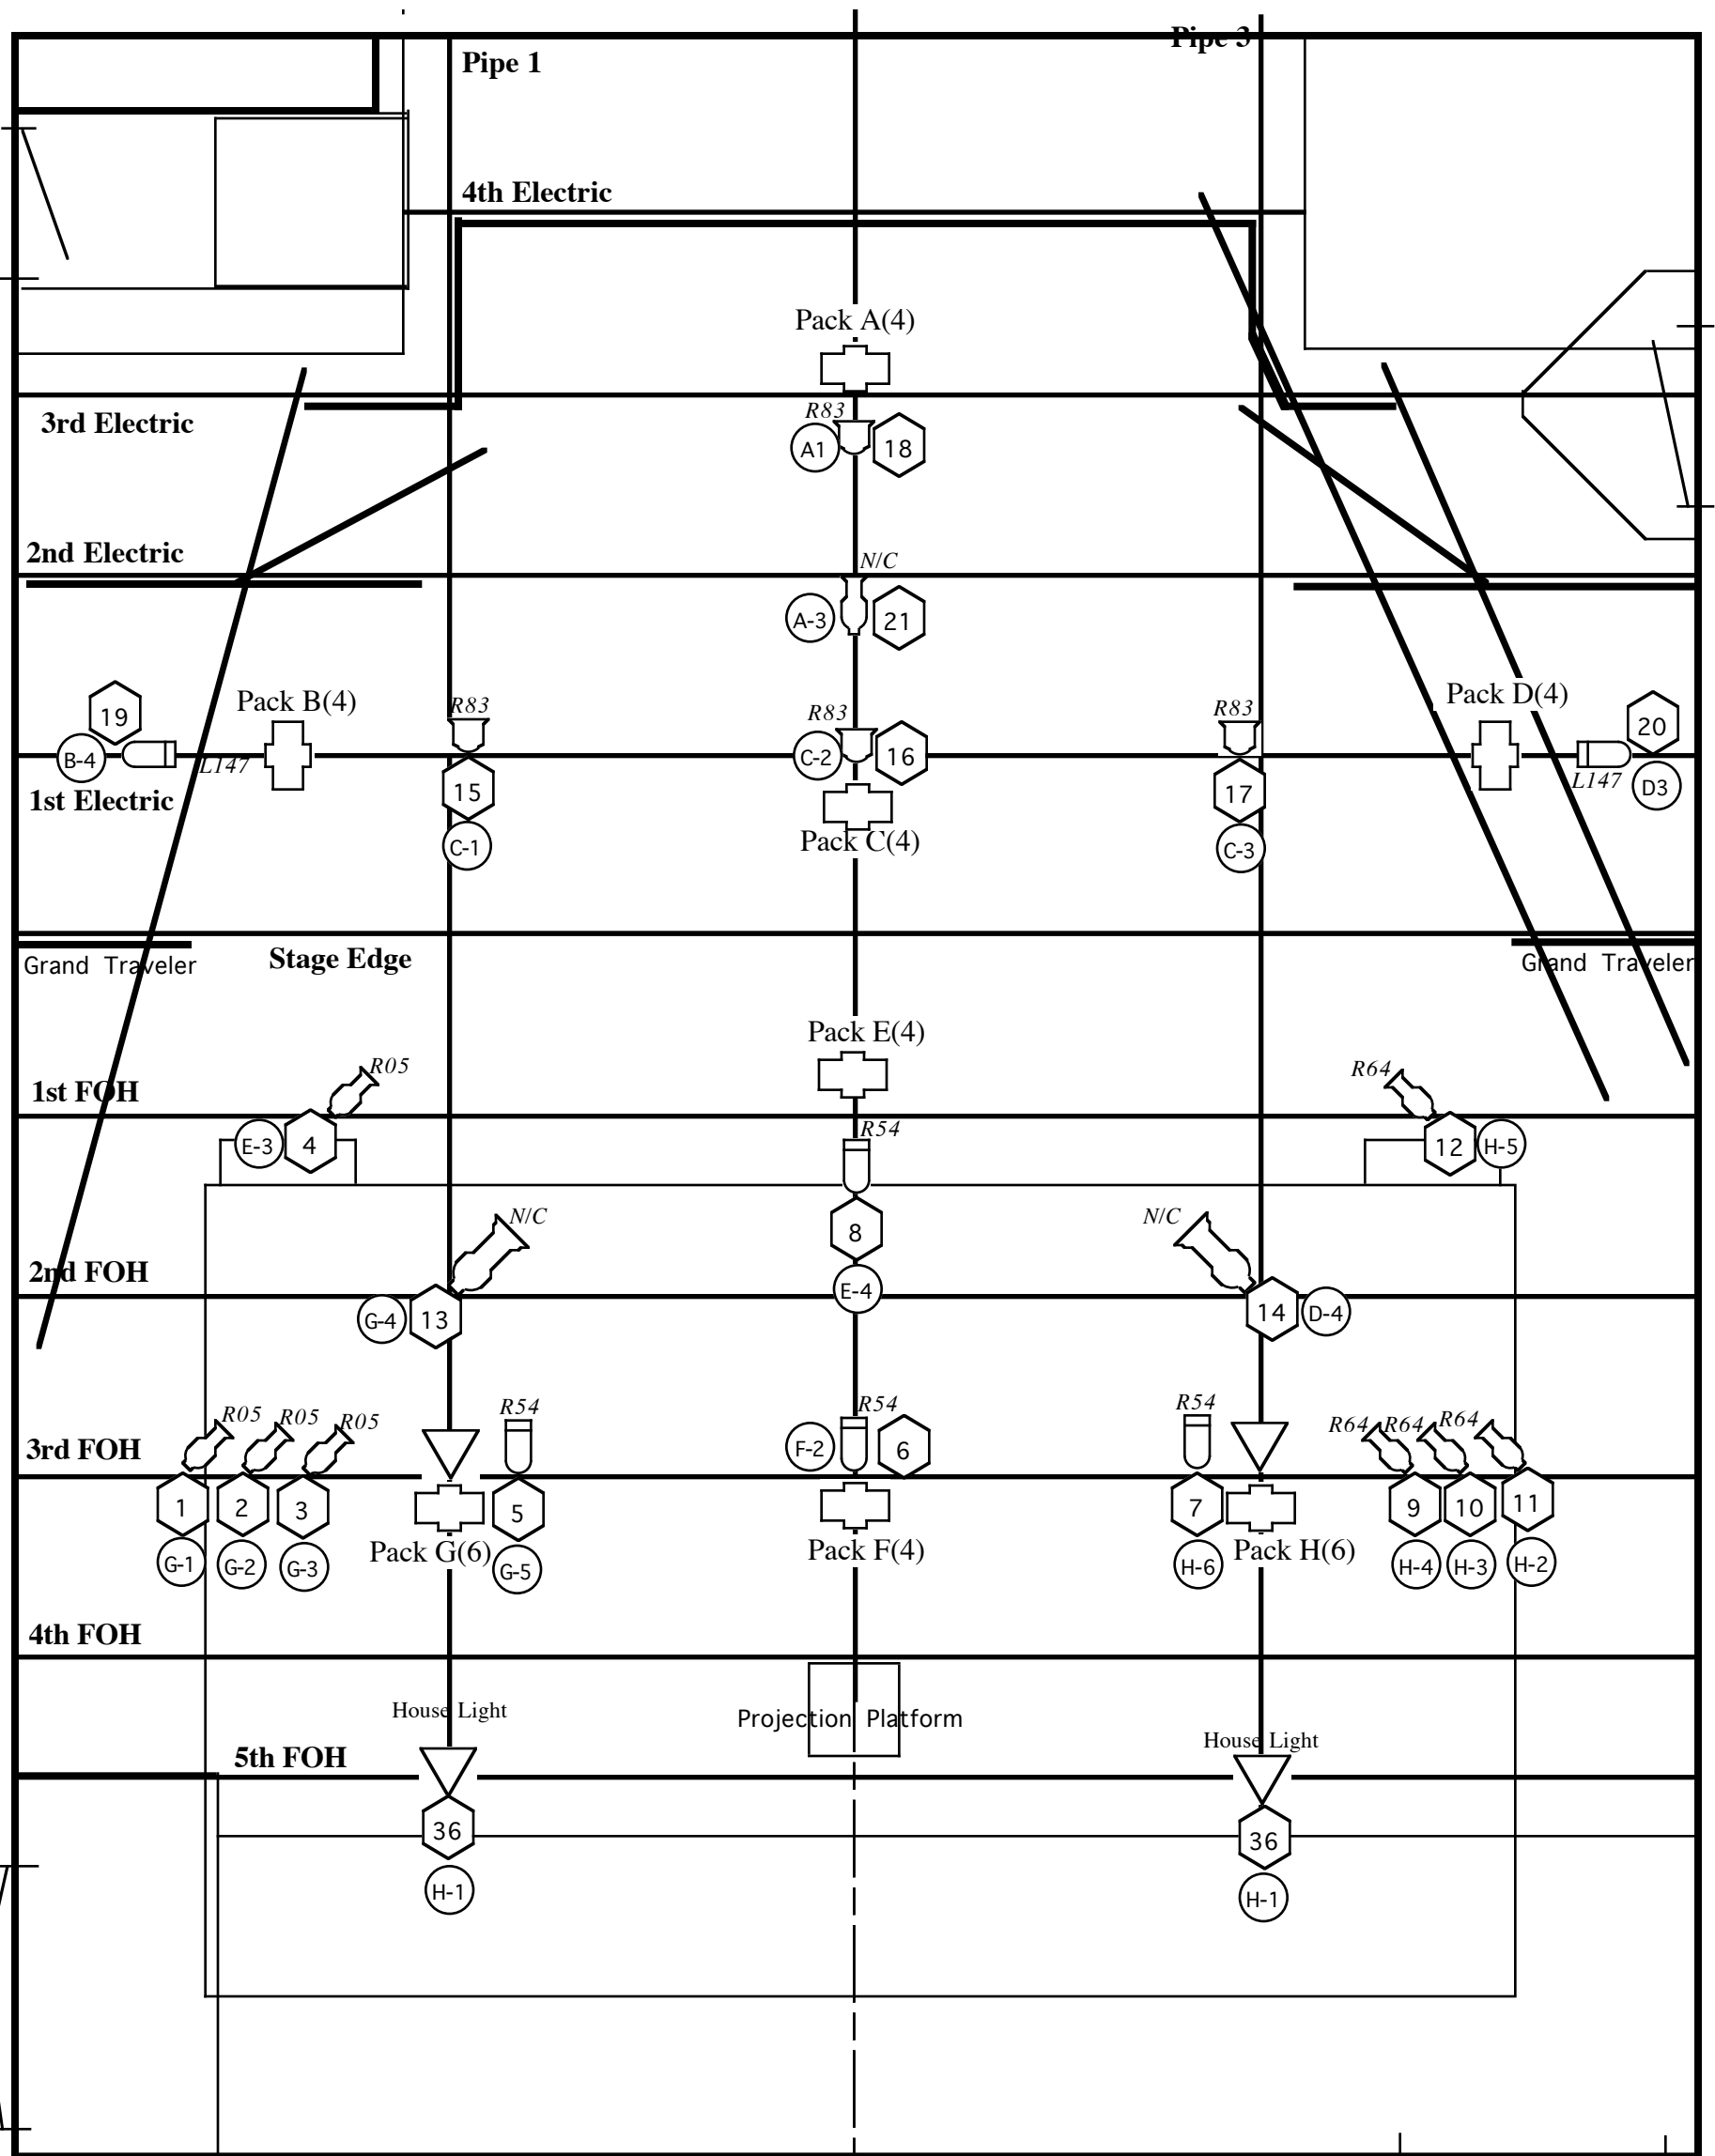 Pipe 3
Pipe 1
4th Electric
Pack A(4)
R83
3rd Electric
A1
18
2nd Electric
N/C
A-3
21
Pack B(4)
Pack D(4)
19
R83
R83
R83
20
B-4
C-2
16
L147
L147
1st Electric
15
17
D3
Pack C(4)
C-1
C-3
Grand Traveler
Stage Edge
Grand Traveler
Pack E(4)
R05
R64
1st FOH
R54
E-3
4
12
H-5
N/C
N/C
8
2nd FOH
E-4
G-4
13
14
D-4
R05
R05
R05
R54
R54
R54
R64
R64
R64
3rd FOH
F-2
6
1
2
3
5
7
9
10
11
Pack G(6)
Pack F(4)
Pack H(6)
G-1
G-2
G-3
G-5
H-6
H-4
H-3
H-2
4th FOH
House Light
Projection Platform
House Light
5th FOH
36
36
H-1
H-1